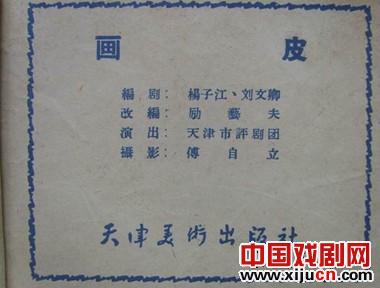 画皮
編剧：楊子江、刘文卿
改編：励藝夫
演出：天津市評剧团
攝影：傅自立
天津美術出版社
中国戏剧网
www.xijucn.com